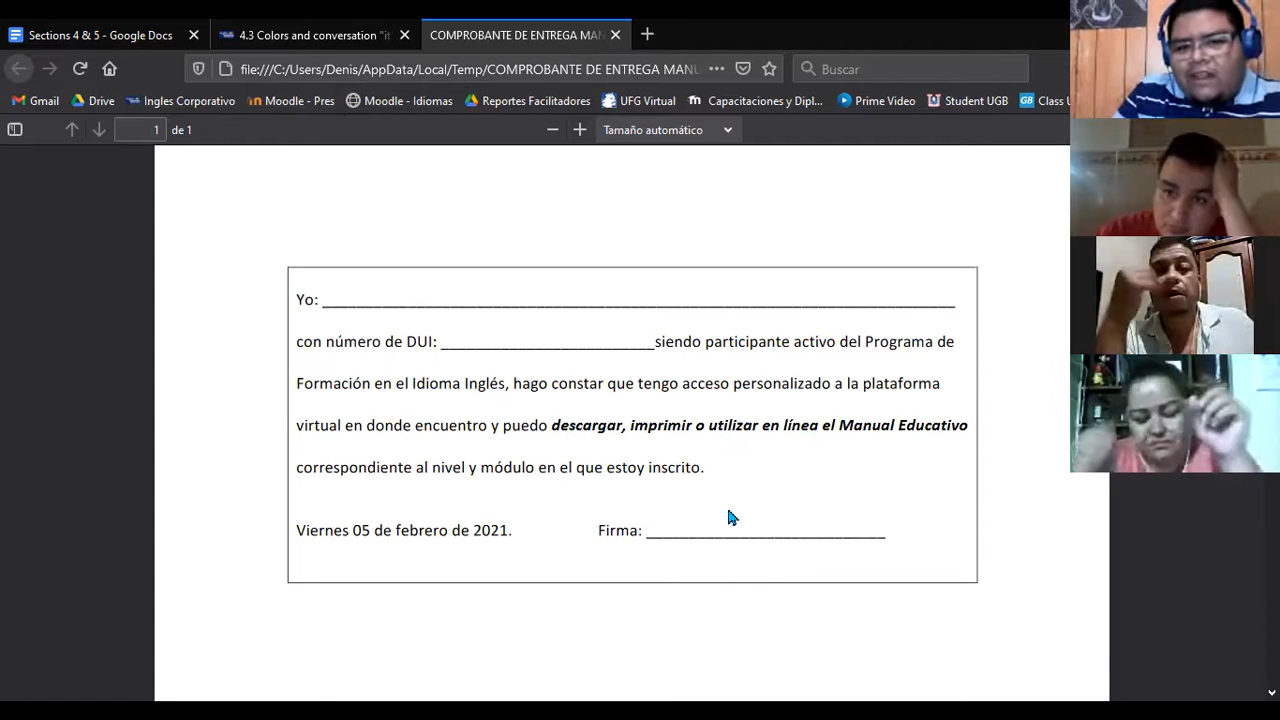 Sections 4 & 5 - Google Docs
4.3 Colors and conversation "it'
COMPROBANTE DE ENTREGA MAN
file:///C:/Users/Denis/AppData/Local/Temp/COMPROBANTE DE ENTREGA MANU
Buscar
Gmail
Drive
Ingles Corporativo
Moodle - Pres
Moodle - Idiomas
Reportes Facilitadores
UFG Virtual
Capacitaciones y Dipl...
Prime Video
Student UGB
Class
1 de 1
Tamaño automático
Yo: ____________________
con número de DUI: ____________________siendo participante activo del Programa de
Formación en el Idioma Inglés, hago constar que tengo acceso personalizado a la plataforma
virtual en donde encuentro y puedo descargar, imprimir o utilizar en línea el Manual Educativo
correspondiente al nivel y módulo en el que estoy inscrito.
Viernes 05 de febrero de 2021. Firma: ____________________